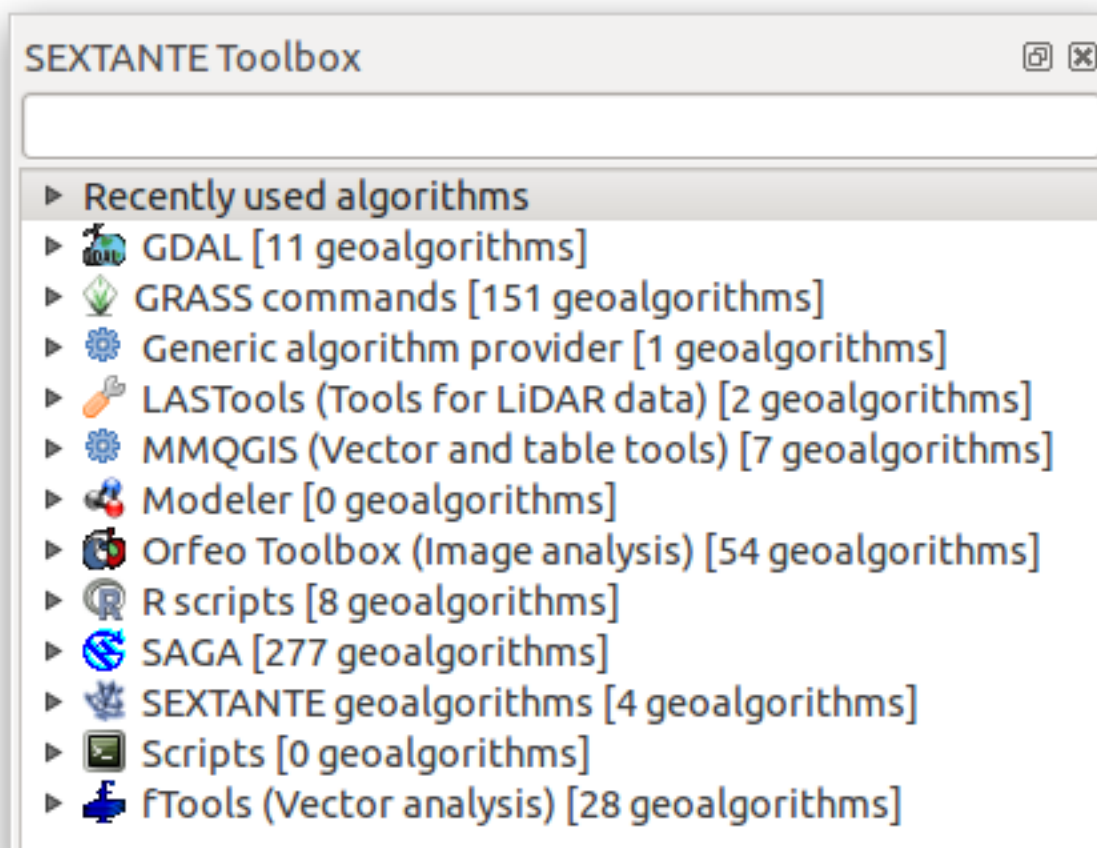 SEXTANTE Toolbox
Recently used algorithms
GDAL [11 geoalgorithms]
GRASS commands [151 geoalgorithms]
Generic algorithm provider [1 geoalgorithms]
LASTools (Tools for LiDAR data) [2 geoalgorithms]
MMQGIS (Vector and table tools) [7 geoalgorithms]
Modeler [0 geoalgorithms]
Orfeo Toolbox (Image analysis) [54 geoalgorithms]
R scripts [8 geoalgorithms]
SAGA [277 geoalgorithms]
SEXTANTE geoalgorithms [4 geoalgorithms]
Scripts [0 geoalgorithms]
fTools (Vector analysis) [28 geoalgorithms]